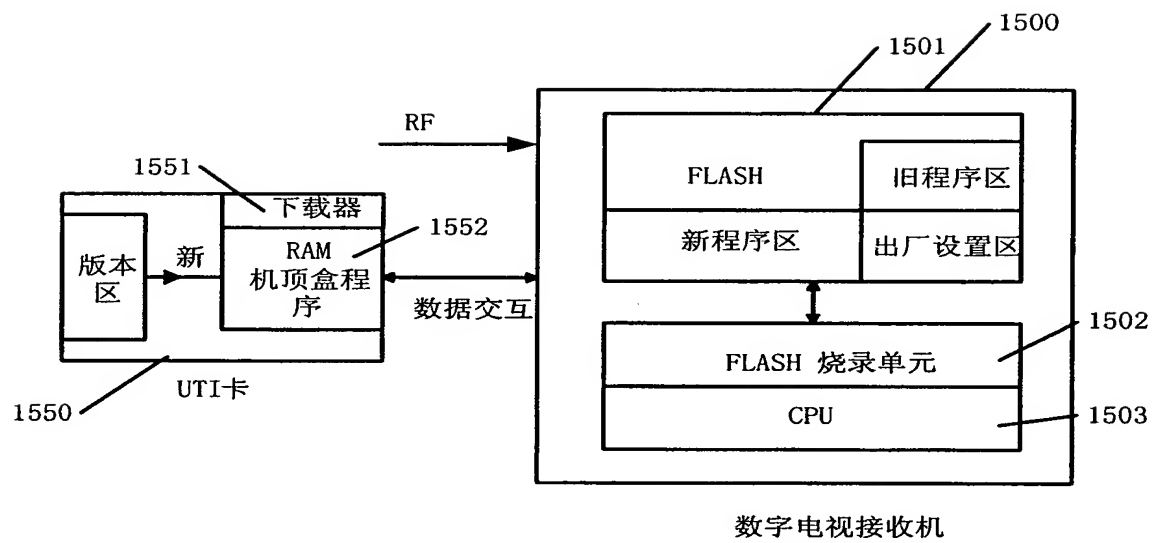 1500
1501
RF
1551
FLASH
旧程序区
下载器
1552
RAM
机顶盒程
序
版本
区
新
新程序区
出厂设置区
数据交互
1502
FLASH 烧录单元
UTI卡
1550
CPU
1503
数字电视接收机